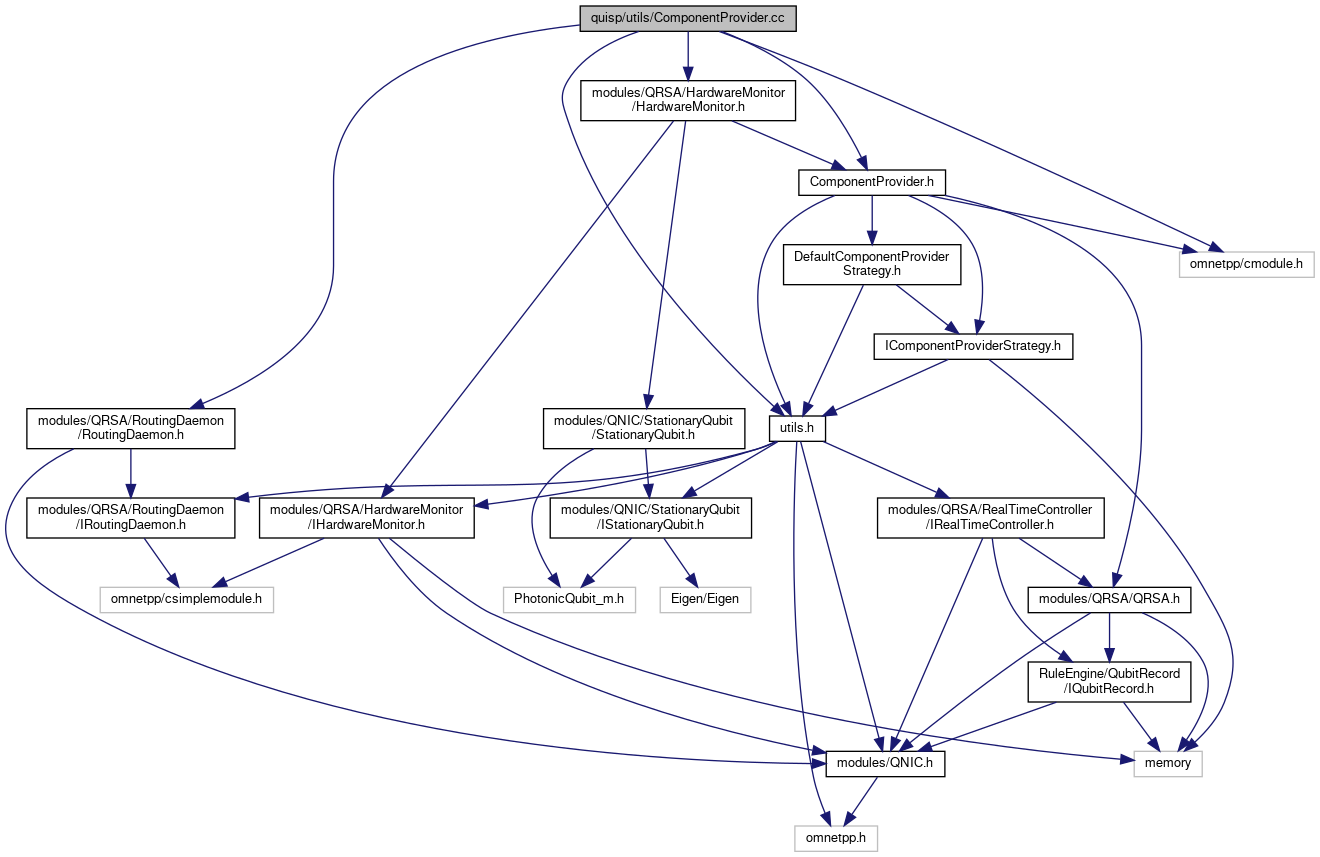 quisp/utils/ComponentProvider.cc
modules/QRSA/HardwareMonitor
/HardwareMonitor.h
ComponentProvider.h
DefaultComponentProvider
Strategy.h
omnetpp/cmodule.h
IComponentProviderStrategy.h
modules/QRSA/RoutingDaemon
/RoutingDaemon.h
modules/QNIC/StationaryQubit
/StationaryQubit.h
utils.h
modules/QRSA/RoutingDaemon
/IRoutingDaemon.h
modules/QRSA/HardwareMonitor
/IHardwareMonitor.h
modules/QNIC/StationaryQubit
/IStationaryQubit.h
modules/QRSA/RealTimeController
/IRealTimeController.h
omnetpp/csimplemodule.h
PhotonicQubit_m.h
Eigen/Eigen
modules/QRSA/QRSA.h
RuleEngine/QubitRecord
/IQubitRecord.h
modules/QNIC.h
memory
omnetpp.h